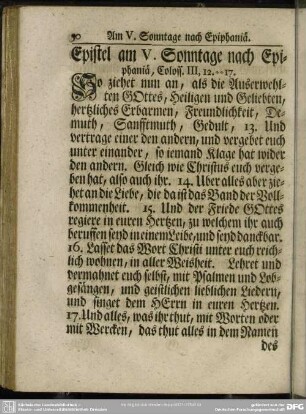 90 Am V. Sonntage nach Epiphaniä.
Epistel am V. Sonntage nach Epi-
phaniä, Coloss. III, 12.--17.
So ziehet nun an, als die Auserwehl-
ten GOttes, Heiligen und Geliebten,
hertzliches Erbarmen, Freundlichkeit, De-
muth, Sanfftmuth, Gedult, 13. Und
vertrage einer den andern, und vergebet euch
unter einander, so iemand Klage hat wider
den andern. Gleich wie Christus euch verge-
ben hat, also auch ihr. 14. Uber alles aber zie-
het an die Liebe, die da ist das Band der Voll-
kommenheit. 15. Und der Friede GOttes
regiere in euren Hertzen, zu welchem ihr auch
beruffen seyd in einem Leibe, und seyd danckbar.
16. Lasset das Wort Christi unter euch reich-
lich wohnen, in aller Weisheit. Lehret und
vermahnet euch selbst, mit Psalmen und Lob-
gesängen, und geistlichen lieblichen Liedern,
und singet dem HErrn in euren Hertzen.
17. Und alles, was ihr thut, mit Worten oder
mit Wercken, das thut alles in dem Namen
des